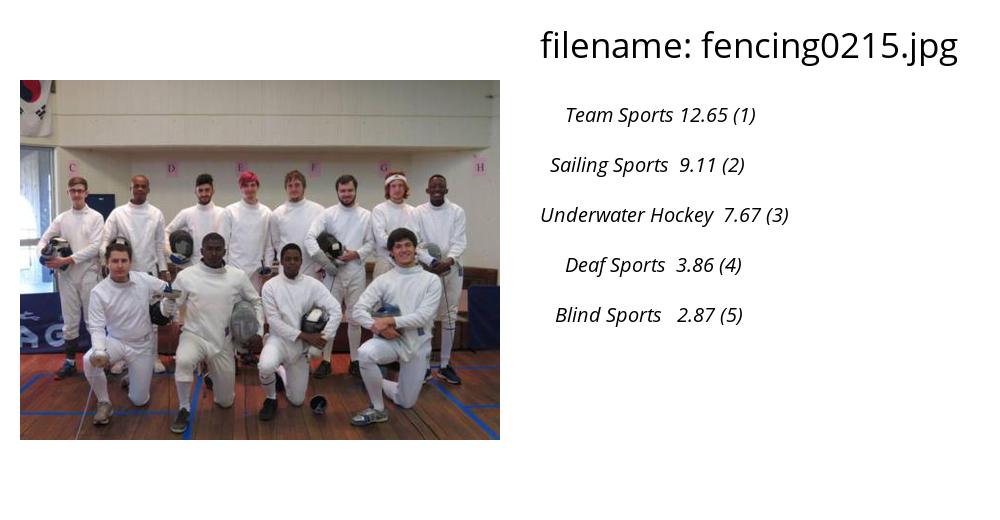 filename: fencing0215.jpg
Team Sports 12.65 (1)
Sailing Sports 9.11 (2)
Underwater Hockey 7.67 (3)
Deaf Sports 3.86 (4)
Blind Sports 2.87 (5)
C D E F G H
AG